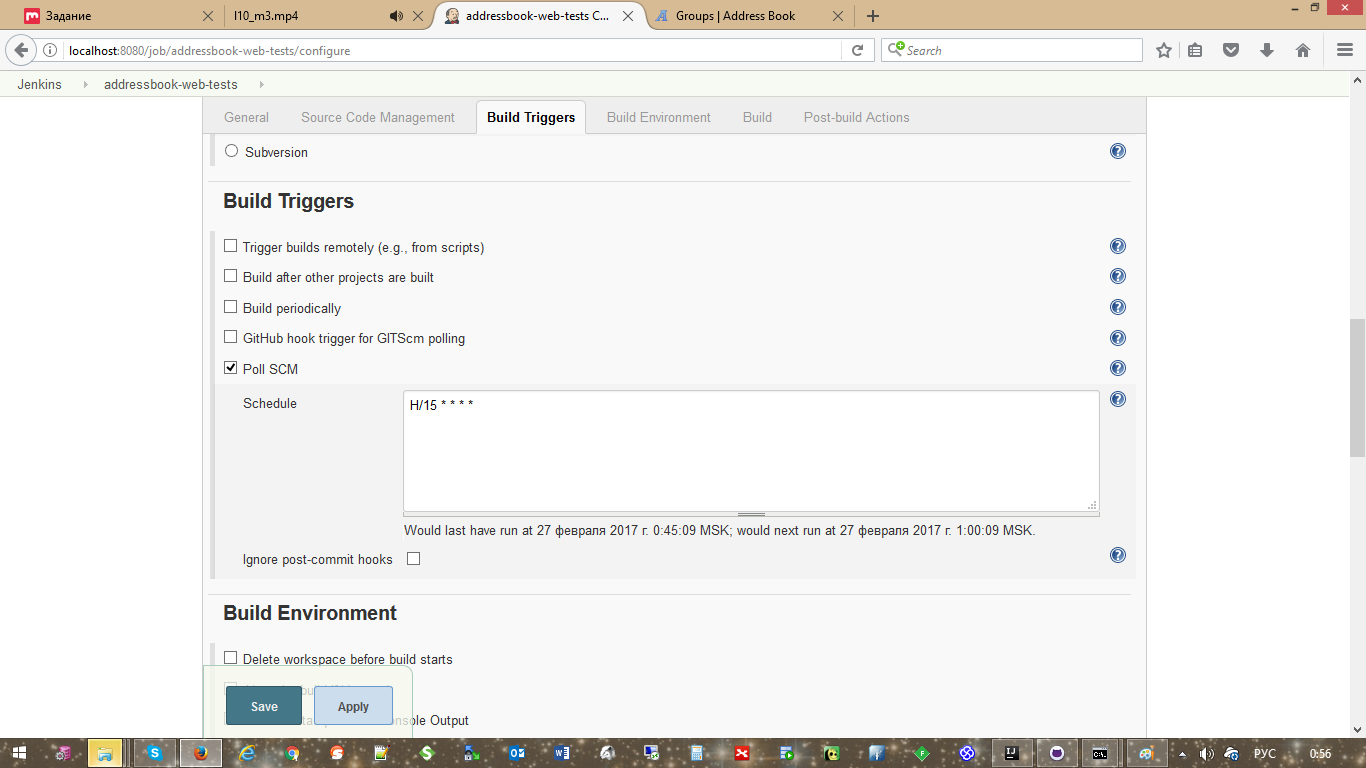 Задание
l10_m3.mp4
addressbook-web-tests C...
Groups | Address Book
localhost:8080/job/addressbook-web-tests/configure
Search
Jenkins
addressbook-web-tests
General
Source Code Management
Build Triggers
Build Environment
Build
Post-build Actions
Subversion
Build Triggers
Trigger builds remotely (e.g., from scripts)
Build after other projects are built
Build periodically
GitHub hook trigger for GITScm polling
Poll SCM
Schedule
H/15 * * * *
Would last have run at 27 февраля 2017 г. 0:45:09 MSK; would next run at 27 февраля 2017 г. 1:00:09 MSK.
Ignore post-commit hooks
Build Environment
Delete workspace before build starts
Console Output
Save
Apply
РУС
0:56